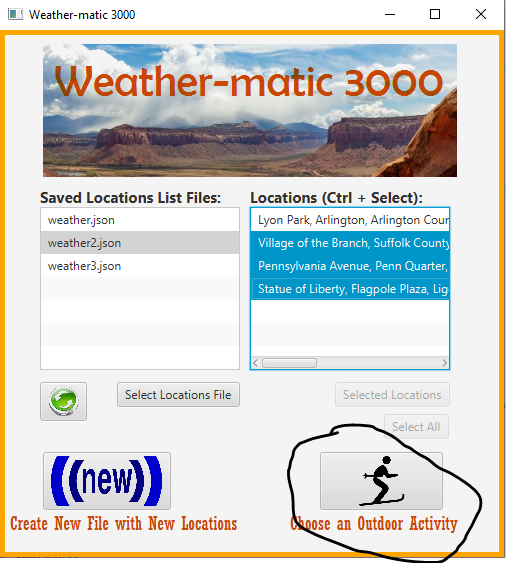 Weather-matic 3000
Weather-matic 3000
Saved Locations List Files:
Locations (Ctrl + Select):
weather.json
weather2.json
weather3.json
Lyon Park, Arlington, Arlington Cour
Village of the Branch, Suffolk County
Pennsylvania Avenue, Penn Quarter,
Statue of Liberty, Flagpole Plaza, Lig
Select Locations File
Selected Locations
Select All
((new))
Create New File with New Locations
Choose an Outdoor Activity